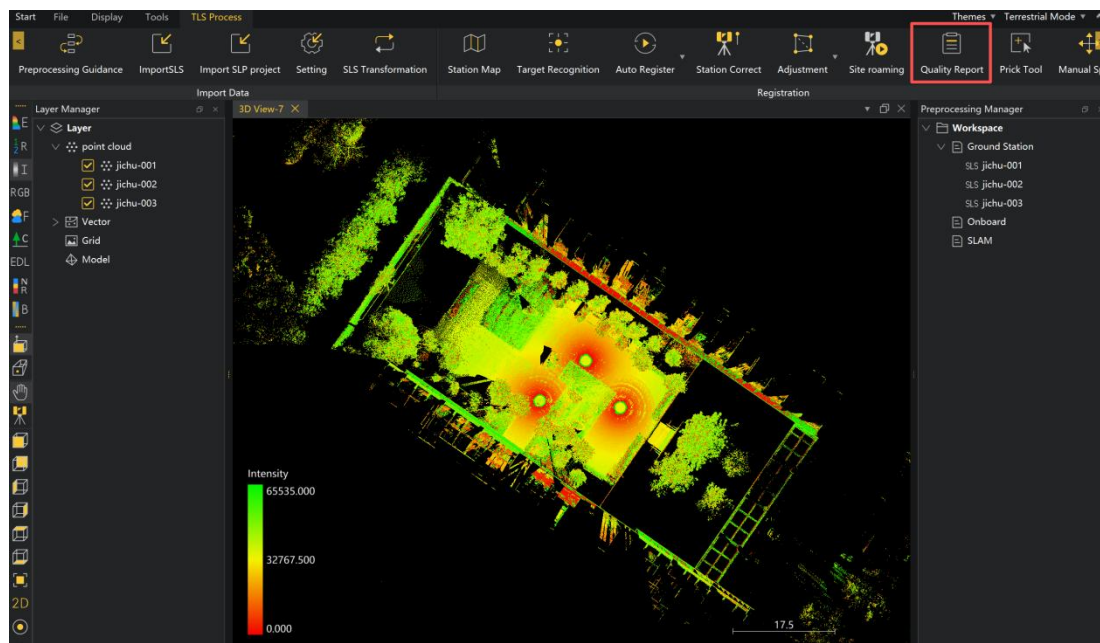 Start File Display Tools TLS Process Themes Terrestrial Mode
Preprocessing Guidance ImportSLS Import SLP project Setting SLS Transformation Station Map Target Recognition Auto Register Station Correct Adjustment Site roaming Quality Report Prick Tool Manual S
Import Data Registration
Layer Manager
3D View-7
Preprocessing Manager
Layer
point cloud
jichu-001
jichu-002
jichu-003
Vector
Grid
Model
E
R
I
RGB
F
C
EDL
N
R
B
2D
Intensity
65535.000
32767.500
0.000
17.5
Workspace
Ground Station
SLS jichu-001
SLS jichu-002
SLS jichu-003
Onboard
SLAM